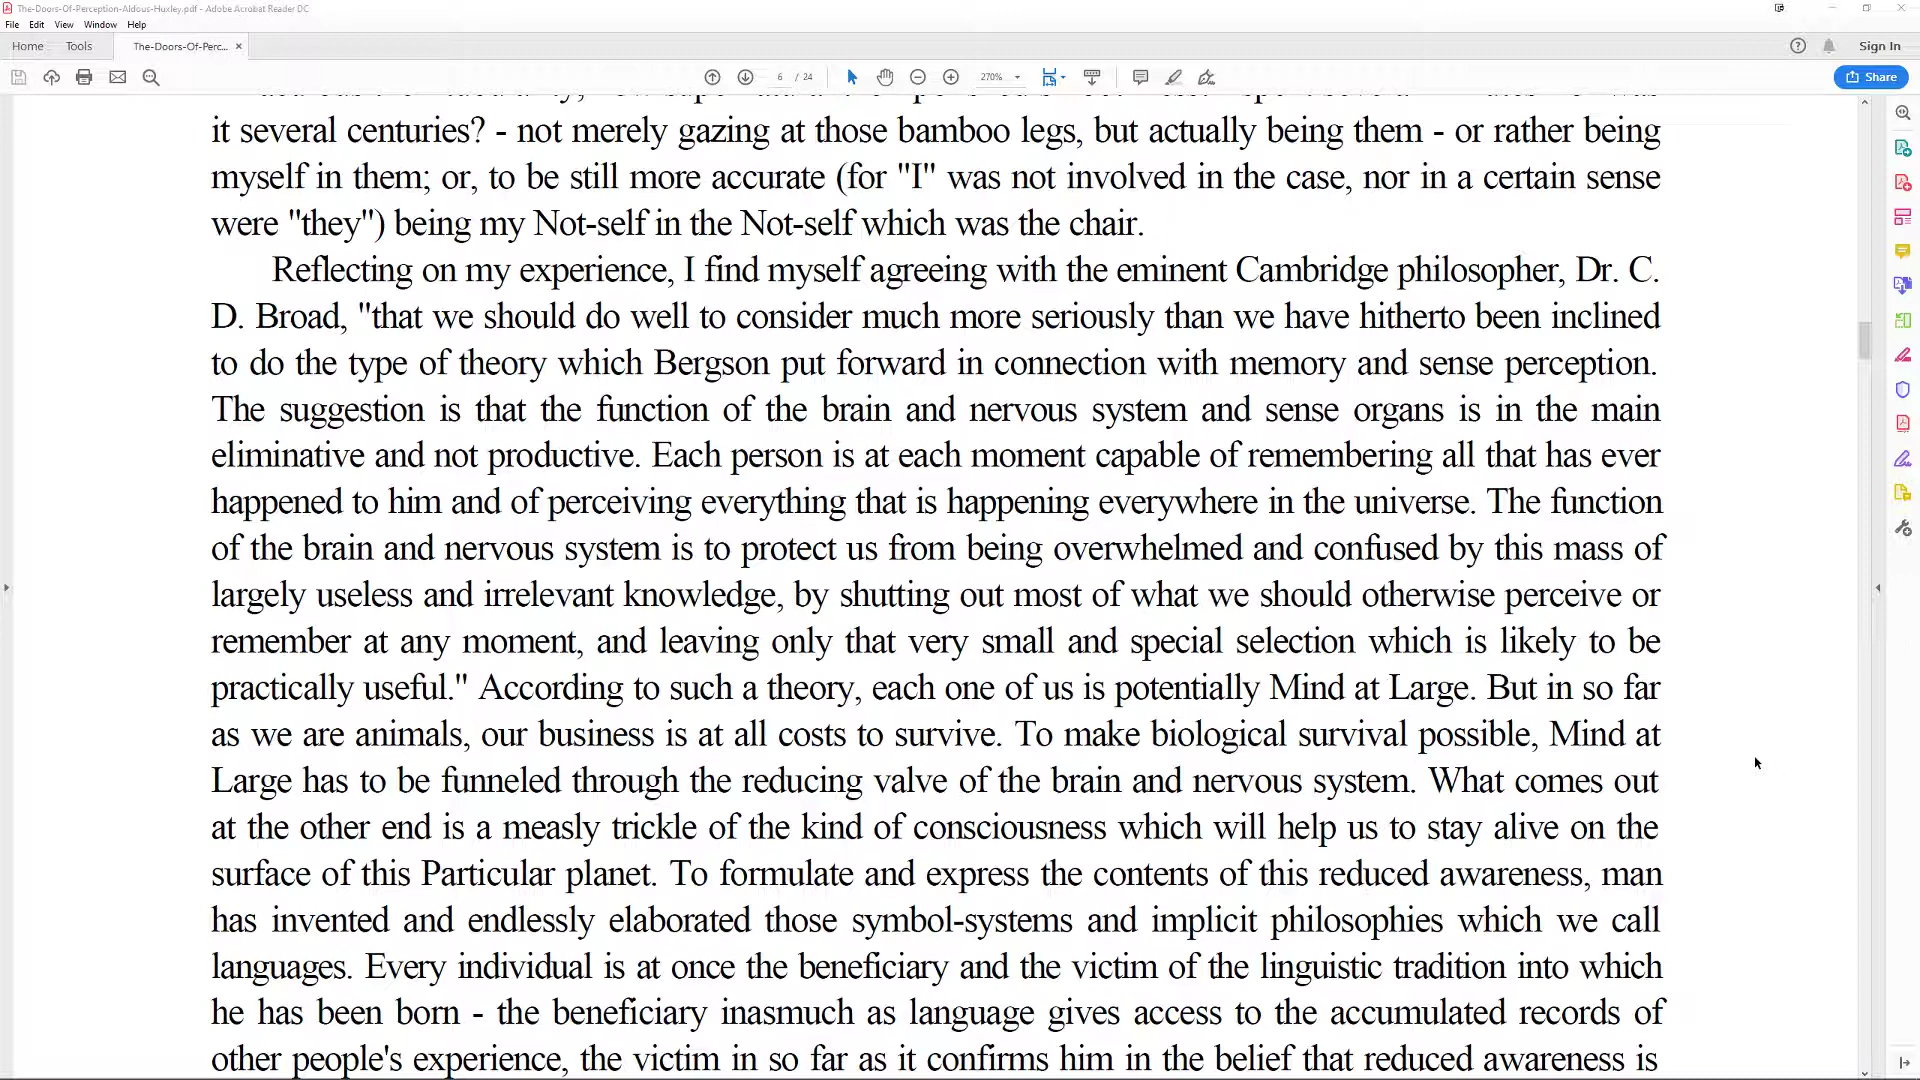 The-Doors-Of-Perception-Aldous-Huxley.pdf - Adobe Acrobat Reader DC
File Edit View Window Help
Home Tools The-Doors-Of-Perc... × Sign In
6 / 24 270% Share
it several centuries? - not merely gazing at those bamboo legs, but actually being them - or rather being
myself in them; or, to be still more accurate (for "I" was not involved in the case, nor in a certain sense
were "they") being my Not-self in the Not-self which was the chair.
Reflecting on my experience, I find myself agreeing with the eminent Cambridge philosopher, Dr. C.
D. Broad, "that we should do well to consider much more seriously than we have hitherto been inclined
to do the type of theory which Bergson put forward in connection with memory and sense perception.
The suggestion is that the function of the brain and nervous system and sense organs is in the main
eliminative and not productive. Each person is at each moment capable of remembering all that has ever
happened to him and of perceiving everything that is happening everywhere in the universe. The function
of the brain and nervous system is to protect us from being overwhelmed and confused by this mass of
largely useless and irrelevant knowledge, by shutting out most of what we should otherwise perceive or
remember at any moment, and leaving only that very small and special selection which is likely to be
practically useful." According to such a theory, each one of us is potentially Mind at Large. But in so far
as we are animals, our business is at all costs to survive. To make biological survival possible, Mind at
Large has to be funneled through the reducing valve of the brain and nervous system. What comes out
at the other end is a measly trickle of the kind of consciousness which will help us to stay alive on the
surface of this Particular planet. To formulate and express the contents of this reduced awareness, man
has invented and endlessly elaborated those symbol-systems and implicit philosophies which we call
languages. Every individual is at once the beneficiary and the victim of the linguistic tradition into which
he has been born - the beneficiary inasmuch as language gives access to the accumulated records of
other people's experience, the victim in so far as it confirms him in the belief that reduced awareness is